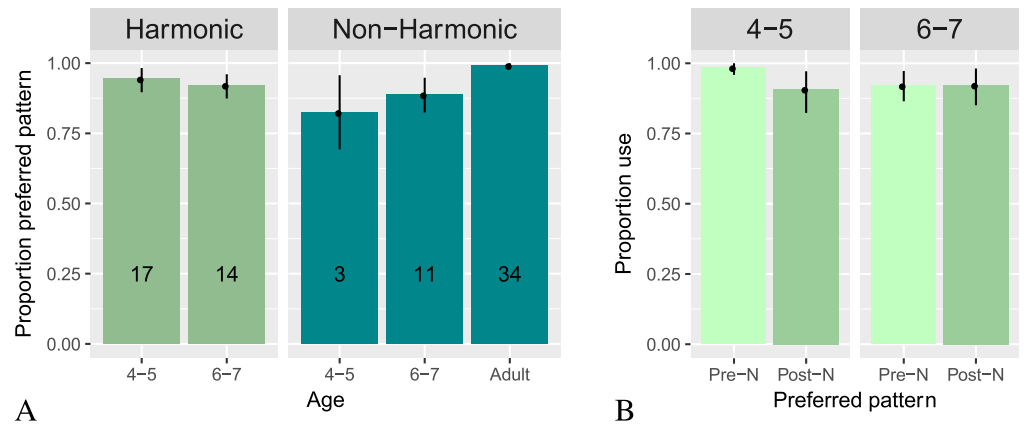 Harmonic
Non−Harmonic
Proportion preferred pattern
1.00
0.75
0.50
0.25
0.00
17
14
3
11
34
4−5
6−7
4−5
6−7
Adult
Age
A
4−5
6−7
Proportion use
1.00
0.75
0.50
0.25
0.00
Pre−N
Post−N
Pre−N
Post−N
Preferred pattern
B